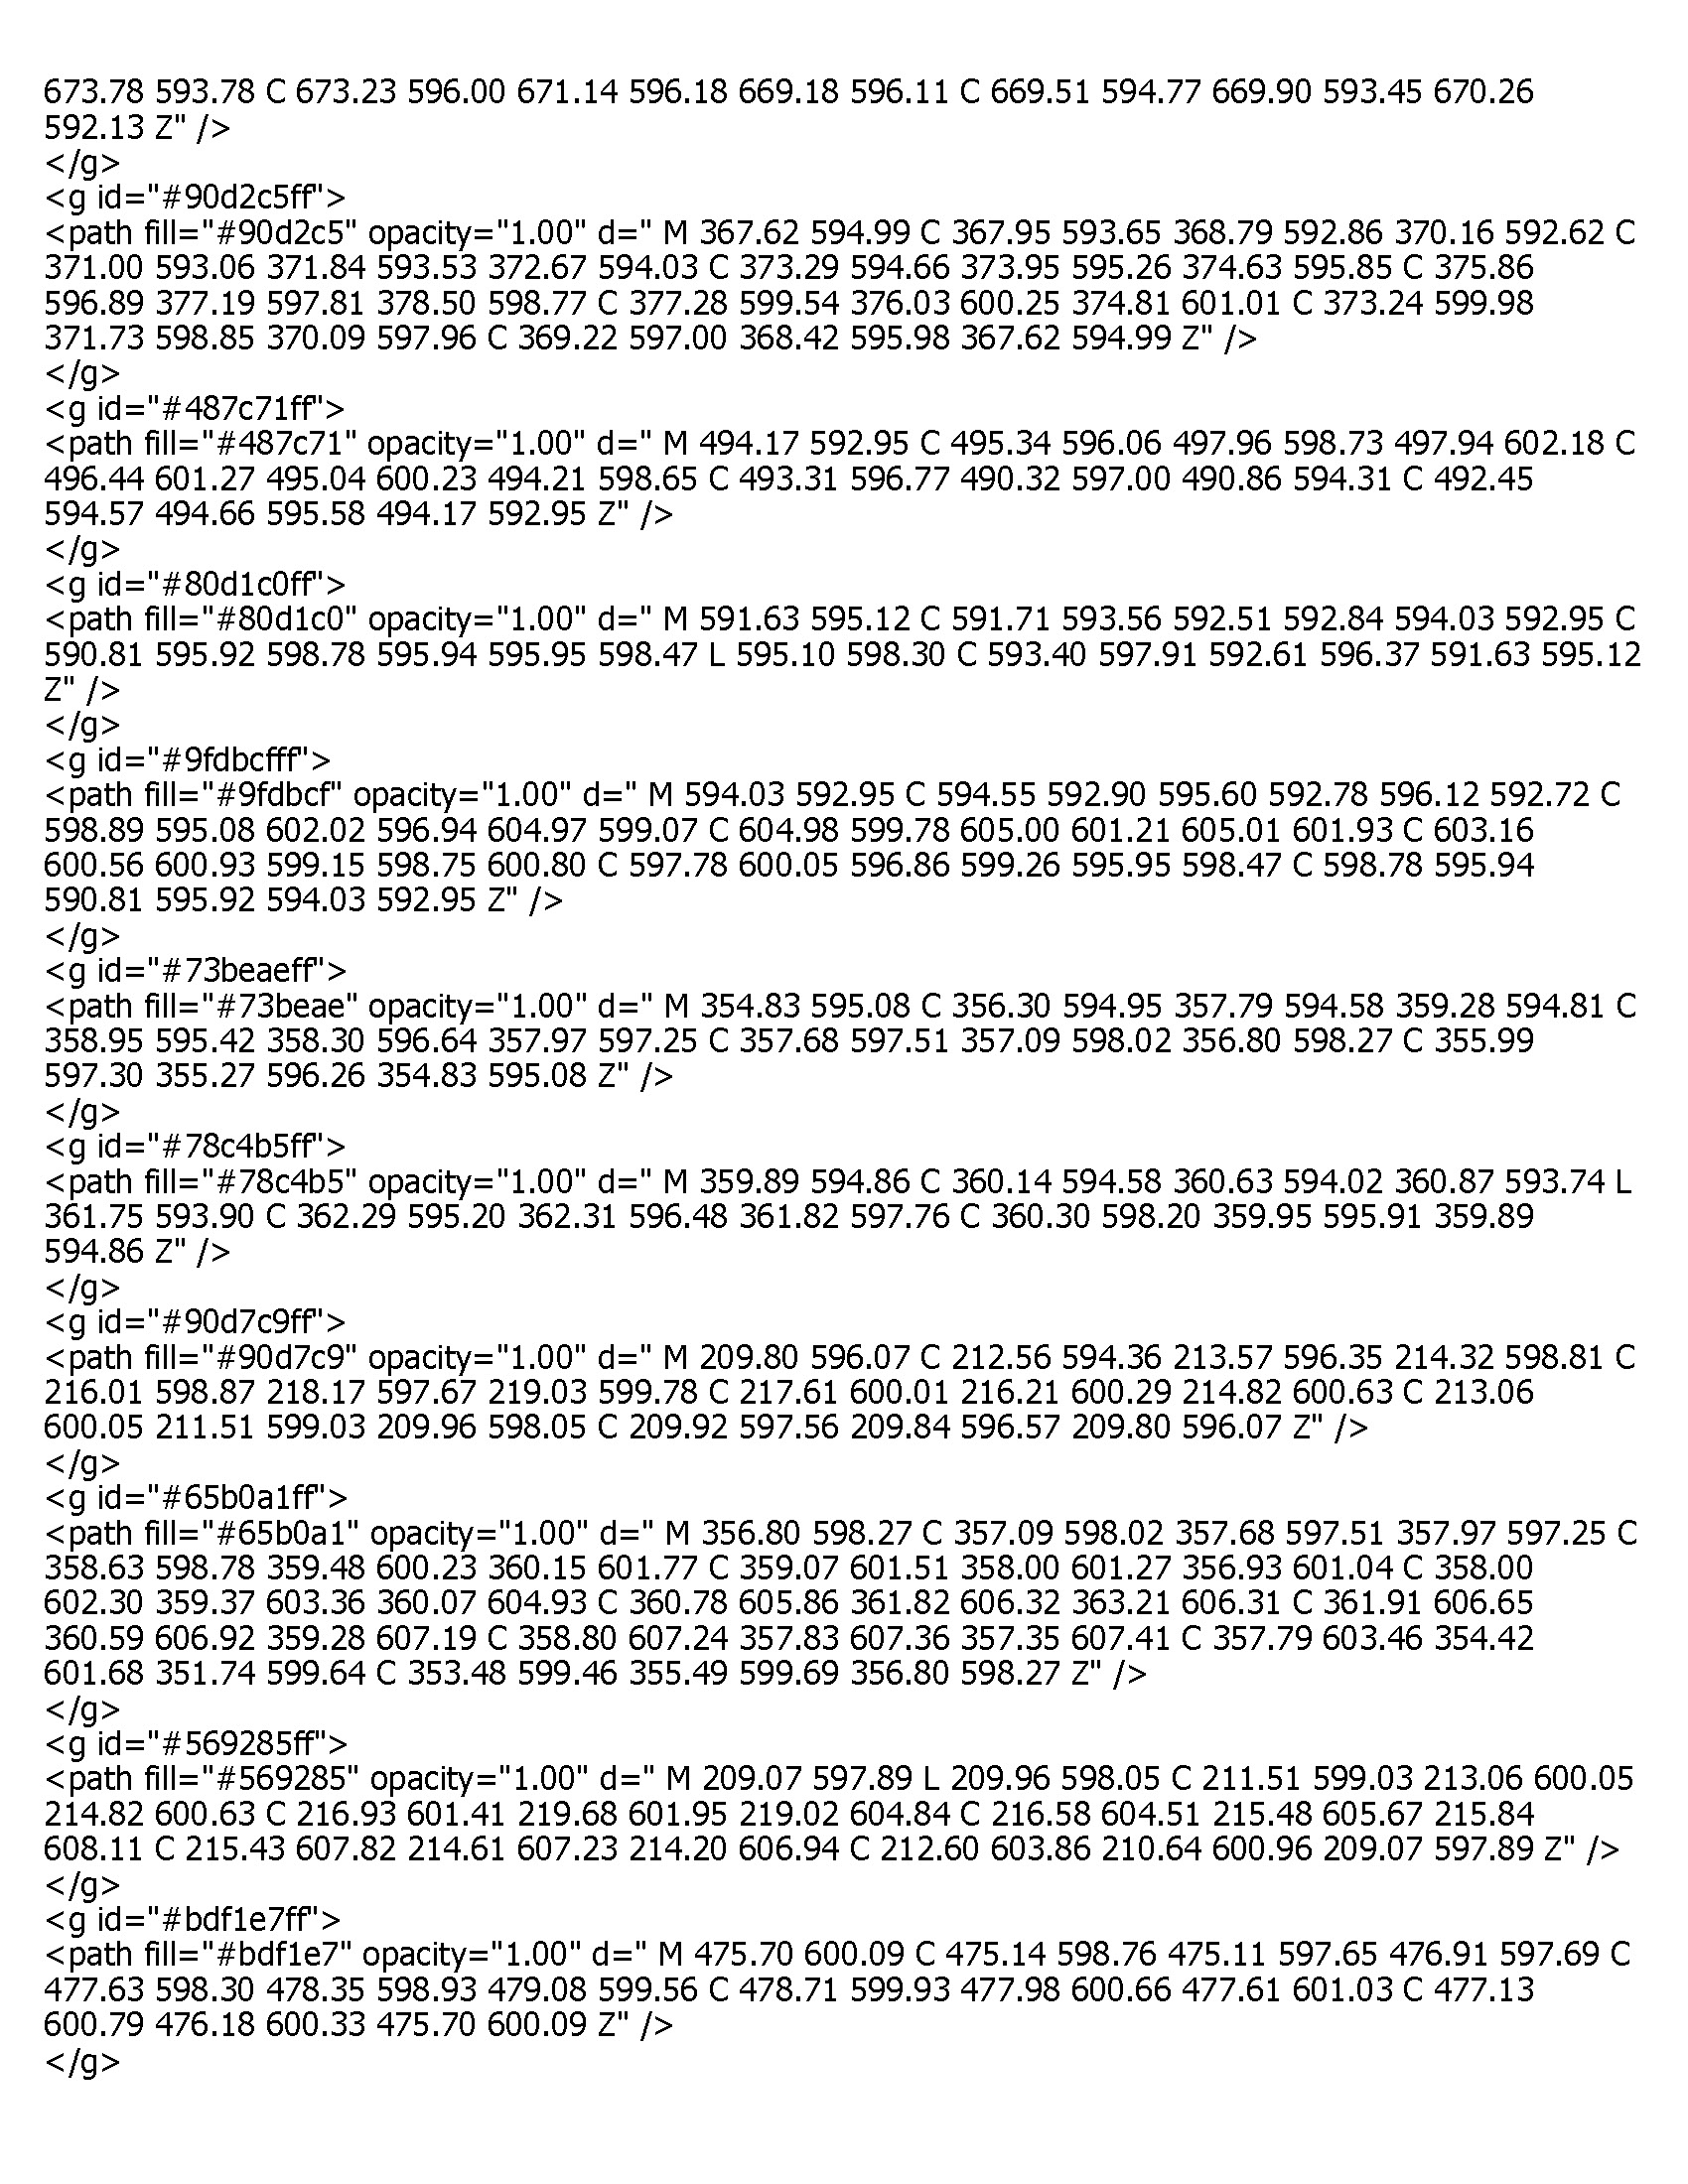 673.78 593.78 C 673.23 596.00 671.14 596.18 669.18 596.11 C 669.51 594.77 669.90 593.45 670.26
592.13 Z" />
</g>
<g id="#90d2c5ff">
<path fill="#90d2c5" opacity="1.00" d=" M 367.62 594.99 C 367.95 593.65 368.79 592.86 370.16 592.62 C
371.00 593.06 371.84 593.53 372.67 594.03 C 373.29 594.66 373.95 595.26 374.63 595.85 C 375.86
596.89 377.19 597.81 378.50 598.77 C 377.28 599.54 376.03 600.25 374.81 601.01 C 373.24 599.98
371.73 598.85 370.09 597.96 C 369.22 597.00 368.42 595.98 367.62 594.99 Z" />
</g>
<g id="#487c71ff">
<path fill="#487c71" opacity="1.00" d=" M 494.17 592.95 C 495.34 596.06 497.96 598.73 497.94 602.18 C
496.44 601.27 495.04 600.23 494.21 598.65 C 493.31 596.77 490.32 597.00 490.86 594.31 C 492.45
594.57 494.66 595.58 494.17 592.95 Z" />
</g>
<g id="#80d1c0ff">
<path fill="#80d1c0" opacity="1.00" d=" M 591.63 595.12 C 591.71 593.56 592.51 592.84 594.03 592.95 C
590.81 595.92 598.78 595.94 595.95 598.47 L 595.10 598.30 C 593.40 597.91 592.61 596.37 591.63 595.12
Z" />
</g>
<g id="#9fdbcfff">
<path fill="#9fdbcf" opacity="1.00" d=" M 594.03 592.95 C 594.55 592.90 595.60 592.78 596.12 592.72 C
598.89 595.08 602.02 596.94 604.97 599.07 C 604.98 599.78 605.00 601.21 605.01 601.93 C 603.16
600.56 600.93 599.15 598.75 600.80 C 597.78 600.05 596.86 599.26 595.95 598.47 C 598.78 595.94
590.81 595.92 594.03 592.95 Z" />
</g>
<g id="#73beaeff">
<path fill="#73beae" opacity="1.00" d=" M 354.83 595.08 C 356.30 594.95 357.79 594.58 359.28 594.81 C
358.95 595.42 358.30 596.64 357.97 597.25 C 357.68 597.51 357.09 598.02 356.80 598.27 C 355.99
597.30 355.27 596.26 354.83 595.08 Z" />
</g>
<g id="#78c4b5ff">
<path fill="#78c4b5" opacity="1.00" d=" M 359.89 594.86 C 360.14 594.58 360.63 594.02 360.87 593.74 L
361.75 593.90 C 362.29 595.20 362.31 596.48 361.82 597.76 C 360.30 598.20 359.95 595.91 359.89
594.86 Z" />
</g>
<g id="#90d7c9ff">
<path fill="#90d7c9" opacity="1.00" d=" M 209.80 596.07 C 212.56 594.36 213.57 596.35 214.32 598.81 C
216.01 598.87 218.17 597.67 219.03 599.78 C 217.61 600.01 216.21 600.29 214.82 600.63 C 213.06
600.05 211.51 599.03 209.96 598.05 C 209.92 597.56 209.84 596.57 209.80 596.07 Z" />
</g>
<g id="#65b0a1ff">
<path fill="#65b0a1" opacity="1.00" d=" M 356.80 598.27 C 357.09 598.02 357.68 597.51 357.97 597.25 C
358.63 598.78 359.48 600.23 360.15 601.77 C 359.07 601.51 358.00 601.27 356.93 601.04 C 358.00
602.30 359.37 603.36 360.07 604.93 C 360.78 605.86 361.82 606.32 363.21 606.31 C 361.91 606.65
360.59 606.92 359.28 607.19 C 358.80 607.24 357.83 607.36 357.35 607.41 C 357.79 603.46 354.42
601.68 351.74 599.64 C 353.48 599.46 355.49 599.69 356.80 598.27 Z" />
</g>
<g id="#569285ff">
<path fill="#569285" opacity="1.00" d=" M 209.07 597.89 L 209.96 598.05 C 211.51 599.03 213.06 600.05
214.82 600.63 C 216.93 601.41 219.68 601.95 219.02 604.84 C 216.58 604.51 215.48 605.67 215.84
608.11 C 215.43 607.82 214.61 607.23 214.20 606.94 C 212.60 603.86 210.64 600.96 209.07 597.89 Z" />
</g>
<g id="#bdf1e7ff">
<path fill="#bdf1e7" opacity="1.00" d=" M 475.70 600.09 C 475.14 598.76 475.11 597.65 476.91 597.69 C
477.63 598.30 478.35 598.93 479.08 599.56 C 478.71 599.93 477.98 600.66 477.61 601.03 C 477.13
600.79 476.18 600.33 475.70 600.09 Z" />
</g>